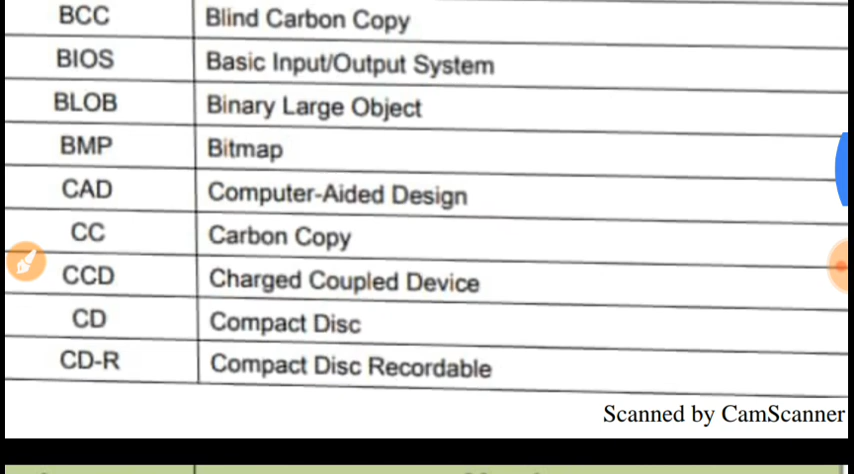 BCC Blind Carbon Copy
BIOS Basic Input/Output System
BLOB Binary Large Object
BMP Bitmap
CAD Computer-Aided Design
CC Carbon Copy
CCD Charged Coupled Device
CD Compact Disc
CD-R Compact Disc Recordable
Scanned by CamScanner